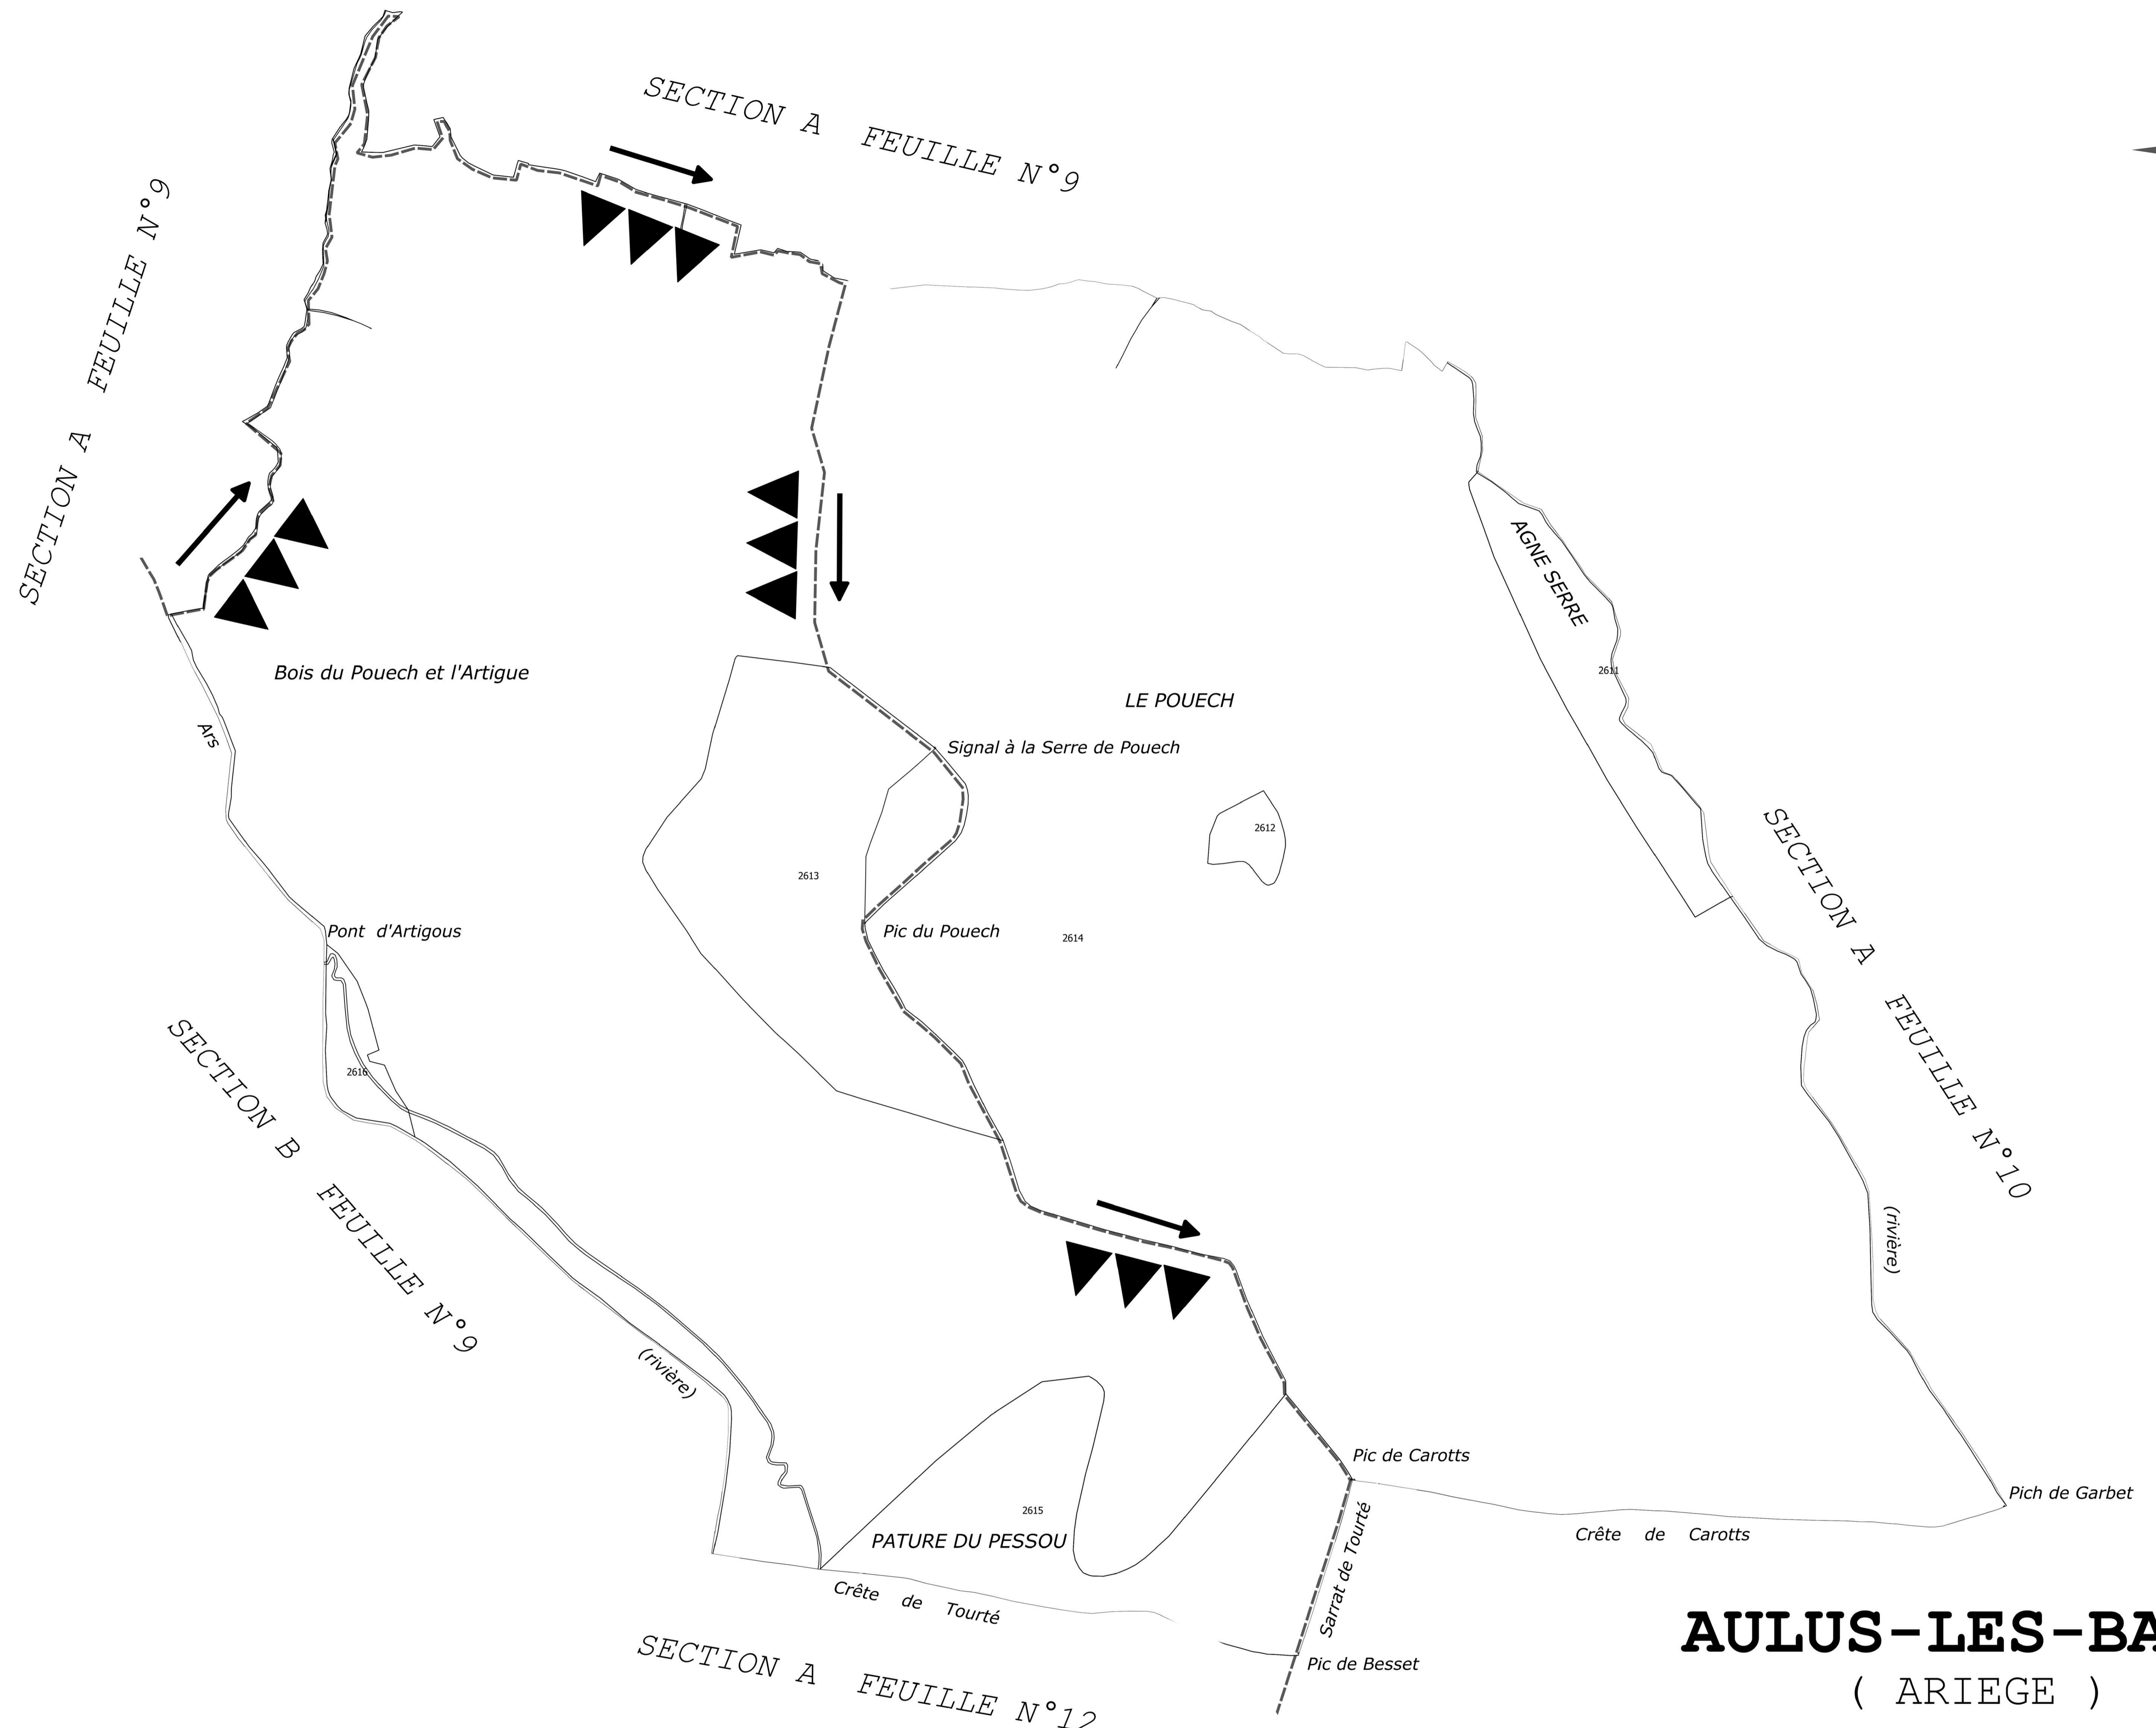 SECTION A FEUILLE N°9
SECTION A FEUILLE N°9
AGNE SERRE
2611
Bois du Pouech et l'Artigue
LE POUECH
Ars
Signal à la Serre de Pouech
2612
2613
SECTION A FEUILLE N°10
Pont d'Artigous
Pic du Pouech
2614
2616
SECTION B FEUILLE N°9
(rivière)
(rivière)
Pic de Carotts
Pich de Garbet
2615
Sarrat de Tourté
Crête de Carotts
PATURE DU PESSOU
Crête de Tourté
AULUS-LES-BA
SECTION A FEUILLE N°12
Pic de Besset
( ARIEGE )